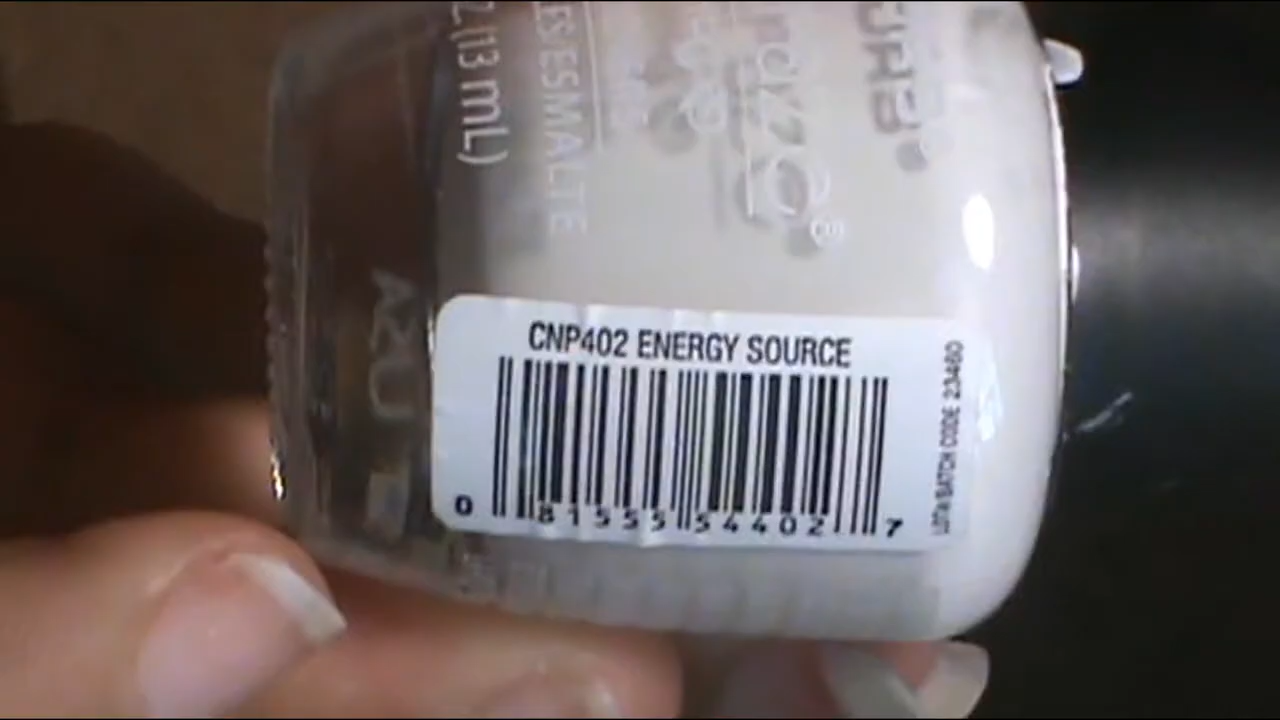 (13 mL)
ESMALTE
CNP402 ENERGY SOURCE
0 81555 54402 7
LOT# BATCH CODE 23460